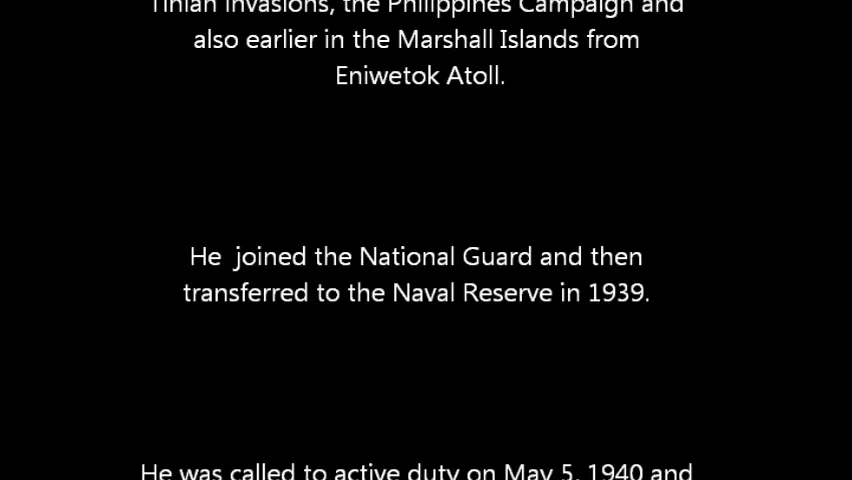 Tinian Invasions, the Philippines Campaign and
also earlier in the Marshall Islands from
Eniwetok Atoll.
He  joined the National Guard and then
transferred to the Naval Reserve in 1939.
He was called to active duty on May 5, 1940 and